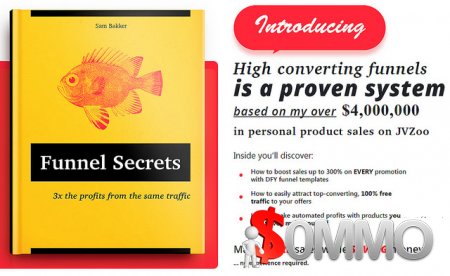 Sam Bakker
Funnel Secrets
3x the profits from the same traffic
Introducing
High converting funnels
is a proven system
based on my over $4,000,000
in personal product sales on JVZoo
Inside you'll discover:
How to boost sales up to 300% on EVERY promotion
with DFY funnel templates
How to easily attract top-converting, 100% free
traffic to your offers
automated profits with products you
$OMMO
required.